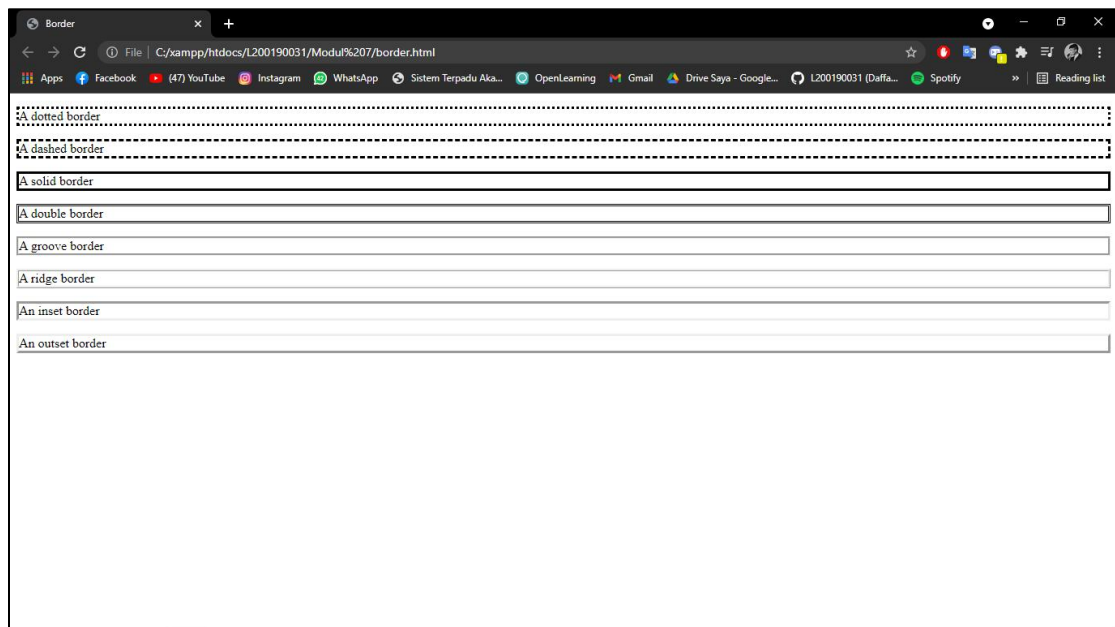 Border
File | C:/xampp/htdocs/L200190031/Modul%207/border.html
Apps Facebook (47) YouTube Instagram WhatsApp Sistem Terpadu Aka... OpenLearning Gmail Drive Saya - Google... L200190031 (Daffa... Spotify » Reading list
A dotted border
A dashed border
A solid border
A double border
A groove border
A ridge border
An inset border
An outset border